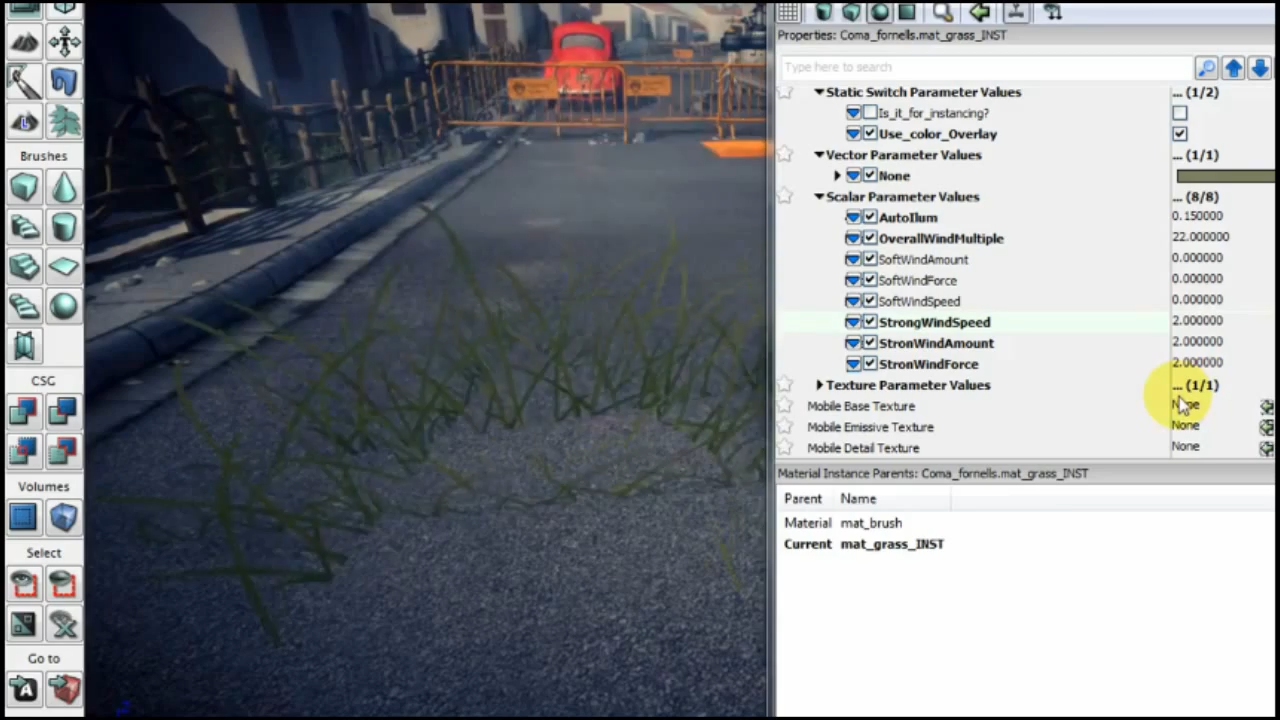 Properties: Coma_fornells.mat_grass_INST
Type here to search
Static Switch Parameter Values ... (1/2)
Is_it_for_instancing?
Use_color_Overlay
Vector Parameter Values ... (1/1)
None
Scalar Parameter Values ... (8/8)
AutoIlum 0.150000
OverallWindMultiple 22.000000
SoftWindAmount 0.000000
SoftWindForce 0.000000
SoftWindSpeed 0.000000
StrongWindSpeed 2.000000
StronWindAmount 2.000000
StronWindForce 2.000000
Texture Parameter Values ... (1/1)
Mobile Base Texture None
Mobile Emissive Texture None
Mobile Detail Texture None
Material Instance Parents: Coma_fornells.mat_grass_INST
Parent Name
Material mat_brush
Current mat_grass_INST
Brushes
CSG
Volumes
Select
Go to
A
L